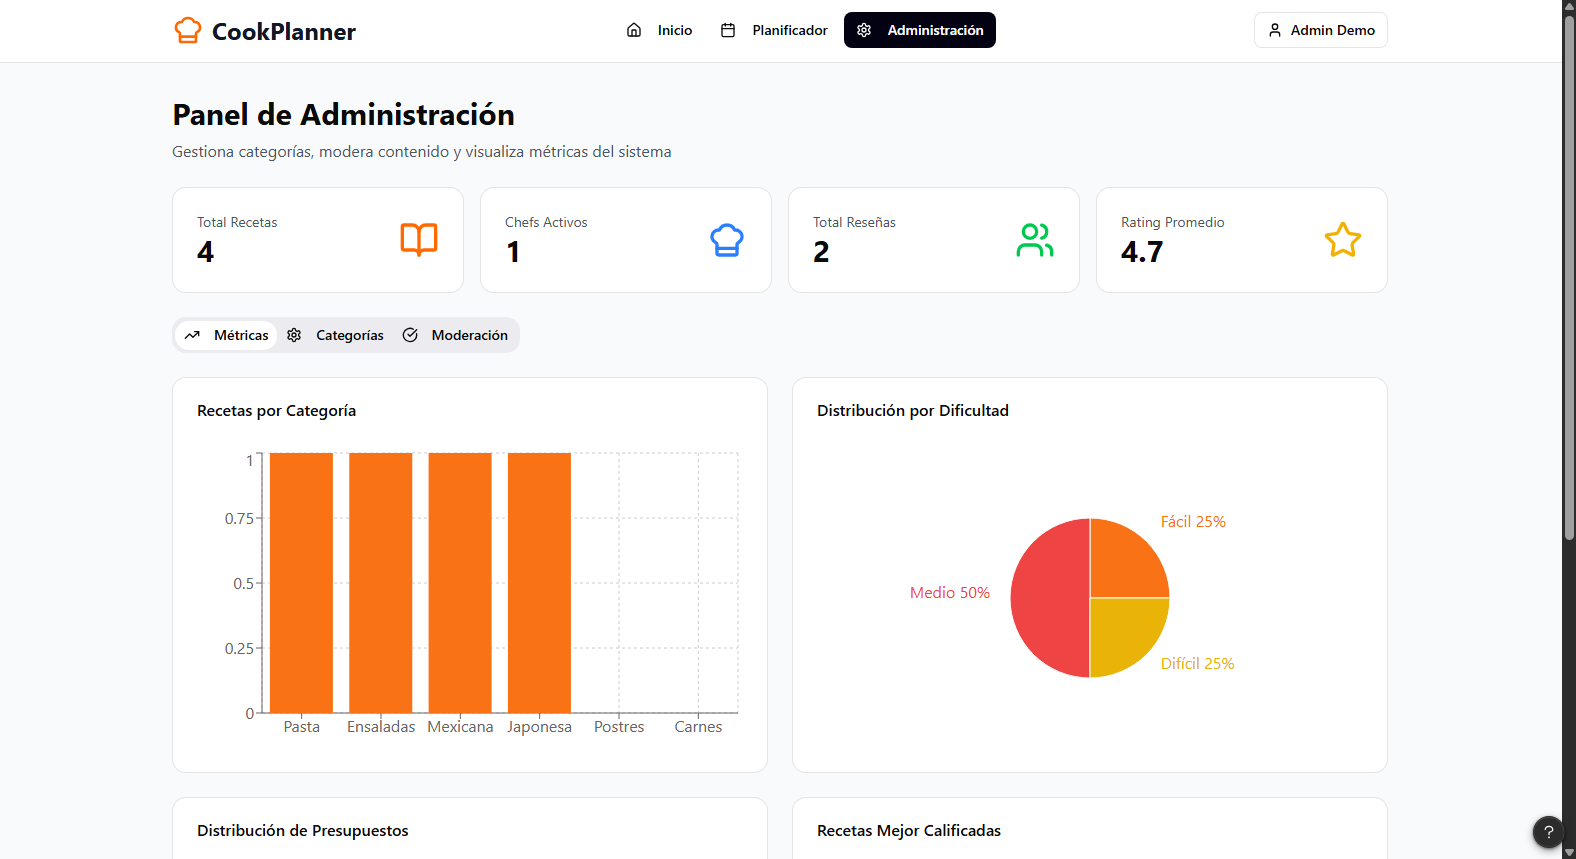 CookPlanner
Inicio
Planificador
Administración
Admin Demo
Panel de Administración
Gestiona categorías, modera contenido y visualiza métricas del sistema
Total Recetas
4
Chefs Activos
1
Total Reseñas
2
Rating Promedio
4.7
Métricas
Categorías
Moderación
Recetas por Categoría
1
0.75
0.5
0.25
0
Pasta
Ensaladas
Mexicana
Japonesa
Postres
Carnes
Distribución por Dificultad
Fácil 25%
Medio 50%
Difícil 25%
Distribución de Presupuestos
Recetas Mejor Calificadas
?